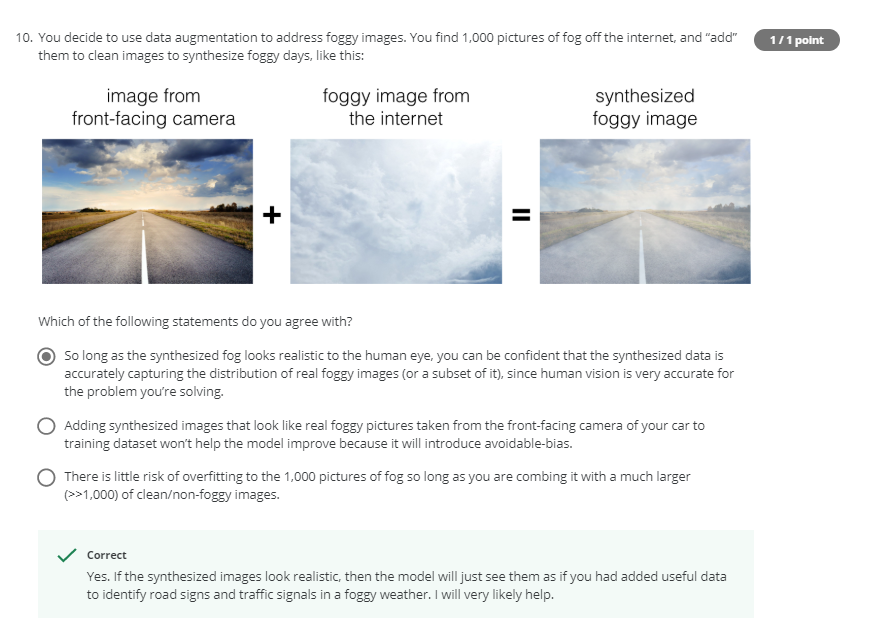 10. You decide to use data augmentation to address foggy images. You find 1,000 pictures of fog off the internet, and “add”
them to clean images to synthesize foggy days, like this:
1 / 1 point
image from
front-facing camera
foggy image from
the internet
synthesized
foggy image
+
=
Which of the following statements do you agree with?
So long as the synthesized fog looks realistic to the human eye, you can be confident that the synthesized data is
accurately capturing the distribution of real foggy images (or a subset of it), since human vision is very accurate for
the problem you’re solving.
Adding synthesized images that look like real foggy pictures taken from the front-facing camera of your car to
training dataset won’t help the model improve because it will introduce avoidable-bias.
There is little risk of overfitting to the 1,000 pictures of fog so long as you are combing it with a much larger
(>>1,000) of clean/non-foggy images.
Correct
Yes. If the synthesized images look realistic, then the model will just see them as if you had added useful data
to identify road signs and traffic signals in a foggy weather. I will very likely help.